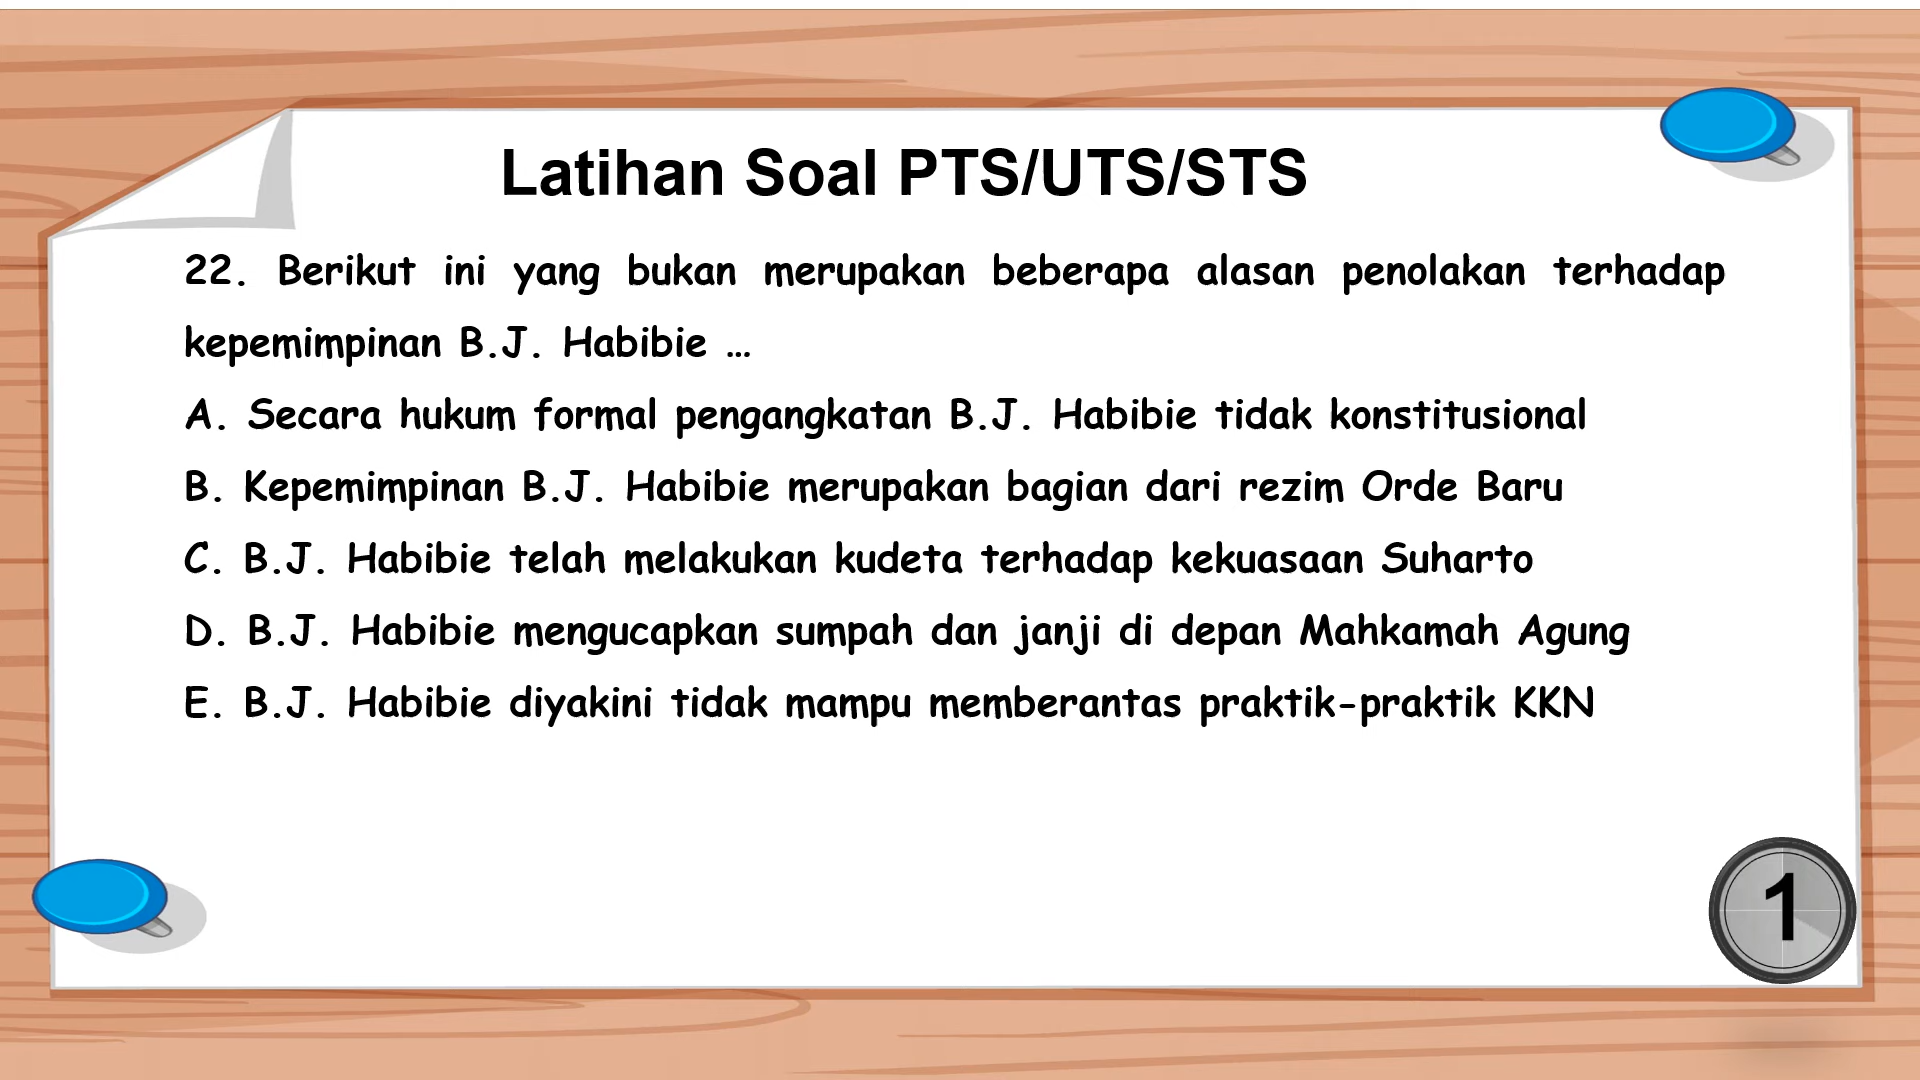 Latihan Soal PTS/UTS/STS
22. Berikut ini yang bukan merupakan beberapa alasan penolakan terhadap
kepemimpinan B.J. Habibie ...
A. Secara hukum formal pengangkatan B.J. Habibie tidak konstitusional
B. Kepemimpinan B.J. Habibie merupakan bagian dari rezim Orde Baru
C. B.J. Habibie telah melakukan kudeta terhadap kekuasaan Suharto
D. B.J. Habibie mengucapkan sumpah dan janji di depan Mahkamah Agung
E. B.J. Habibie diyakini tidak mampu memberantas praktik-praktik KKN
1